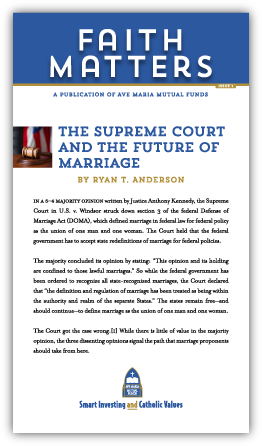 FAITH
MATTERS
ISSUE 5
A PUBLICATION OF AVE MARIA MUTUAL FUNDS
THE SUPREME COURT
AND THE FUTURE OF
MARRIAGE
BY RYAN T. ANDERSON
IN A 5–4 MAJORITY OPINION written by Justice Anthony Kennedy, the Supreme
Court in U.S. v. Windsor struck down section 3 of the federal Defense of
Marriage Act (DOMA), which defined marriage in federal law for federal policy
as the union of one man and one woman. The Court held that the federal
government has to accept state redefinitions of marriage for federal policies.
The majority concluded its opinion by stating: "This opinion and its holding
are confined to those lawful marriages." So while the federal government has
been ordered to recognize all state-recognized marriages, the Court declared
that "the definition and regulation of marriage has been treated as being within
the authority and realm of the separate States." The states remain free—and
should continue—to define marriage as the union of one man and one woman.
The Court got the case wrong.[1] While there is little of value in the majority
opinion, the three dissenting opinions signal the path that marriage proponents
should take from here.
AVE MARIA
MUTUAL
FUNDS
Smart Investing and Catholic Values